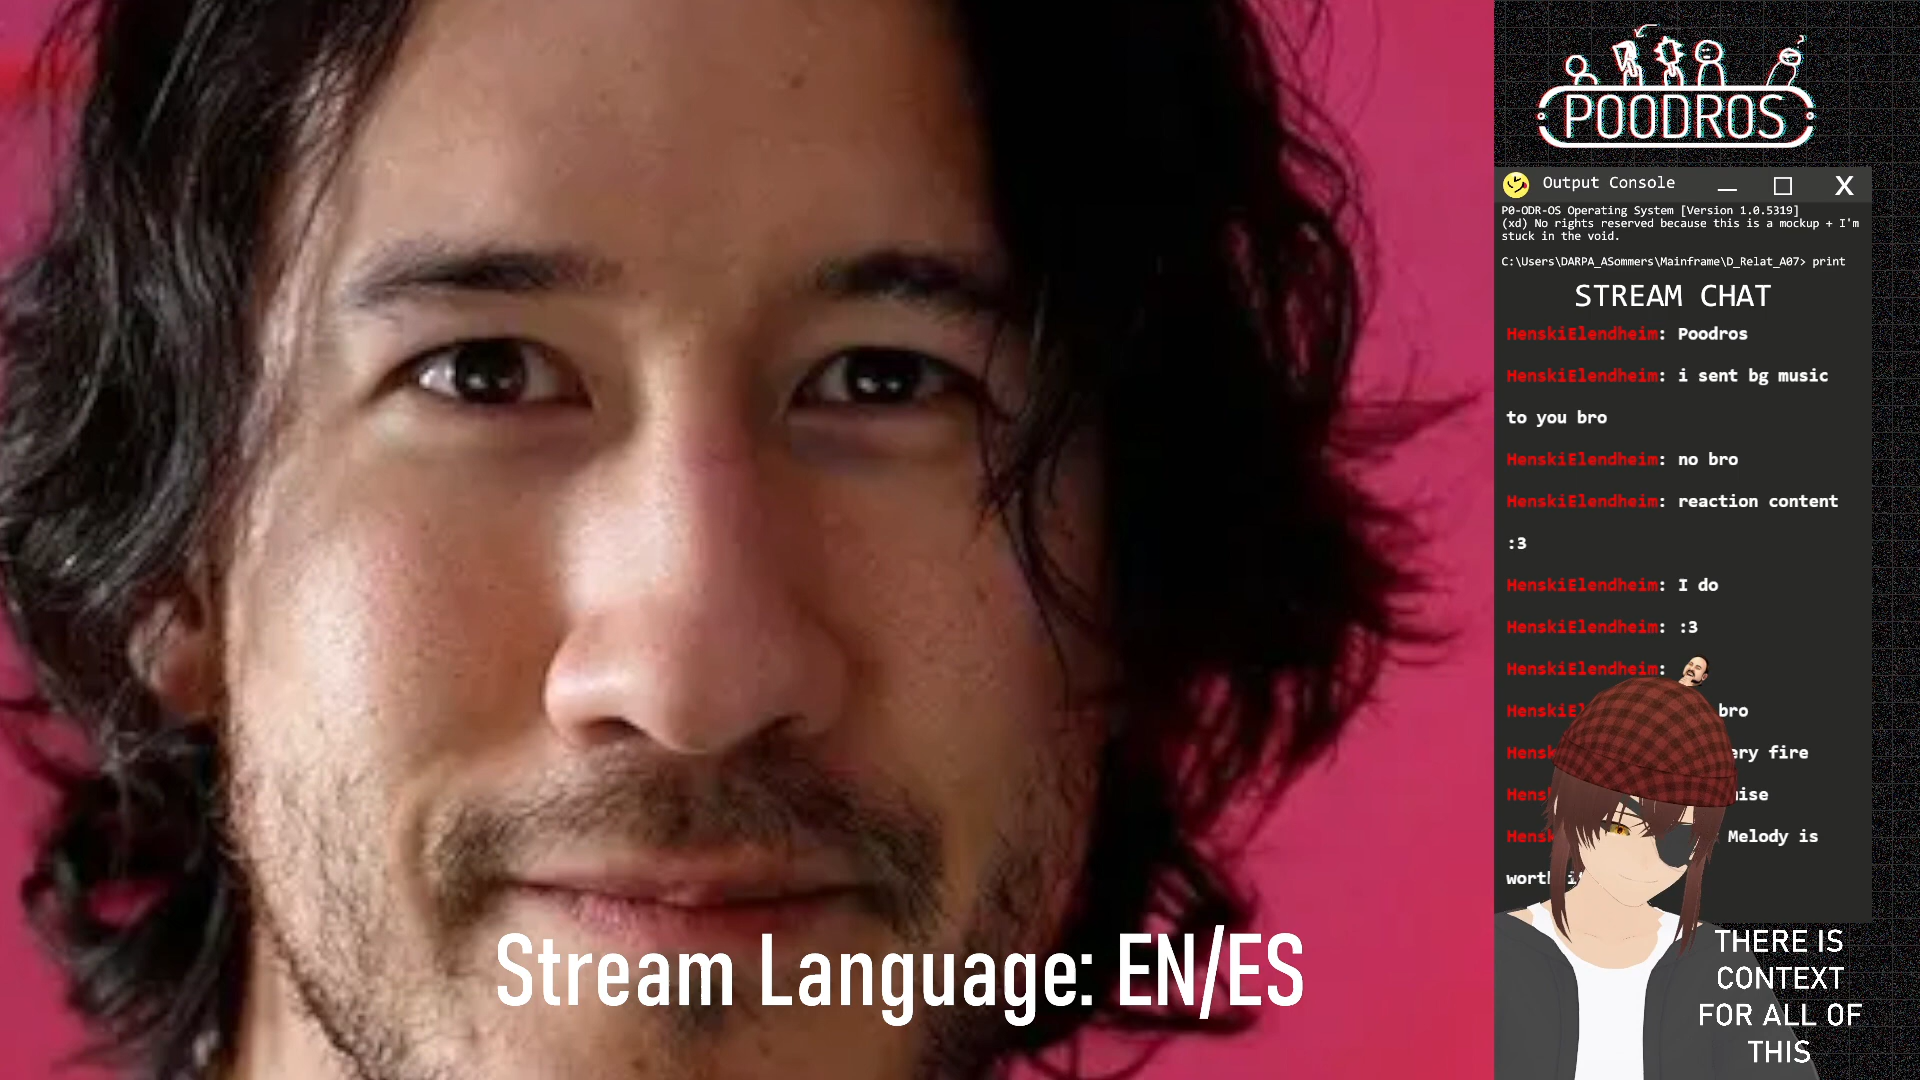 POODROS
Output Console
P0-ODR-OS Operating System [Version 1.0.5319]
(xd) No rights reserved because this is a mockup + I'm
stuck in the void.
C:\Users\DARPA_ASommers\Mainframe\D_Relat_A07> print
STREAM CHAT
HenskiElendheim: Poodros
HenskiElendheim: i sent bg music
to you bro
HenskiElendheim: no bro
HenskiElendheim: reaction content
:3
HenskiElendheim: I do
HenskiElendheim: :3
HenskiElendheim:
bro
fire
Melody is
Stream Language: EN/ES
THERE IS
CONTEXT
FOR ALL OF
THIS